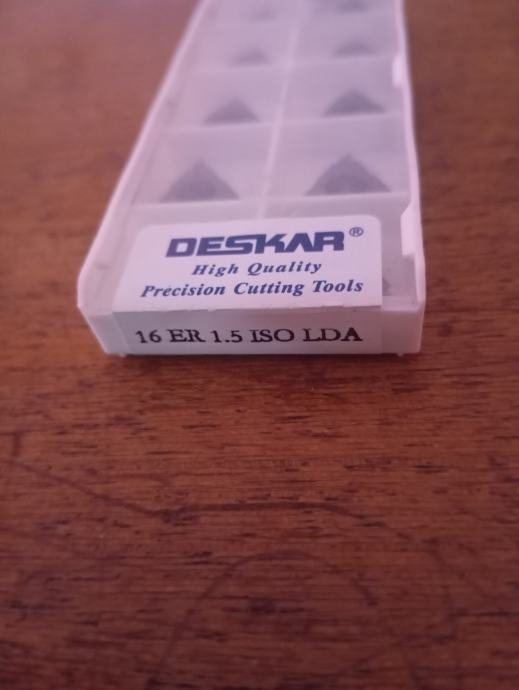 DESKAR®
High Quality
Precision Cutting Tools
16 ER 1.5 ISO LDA